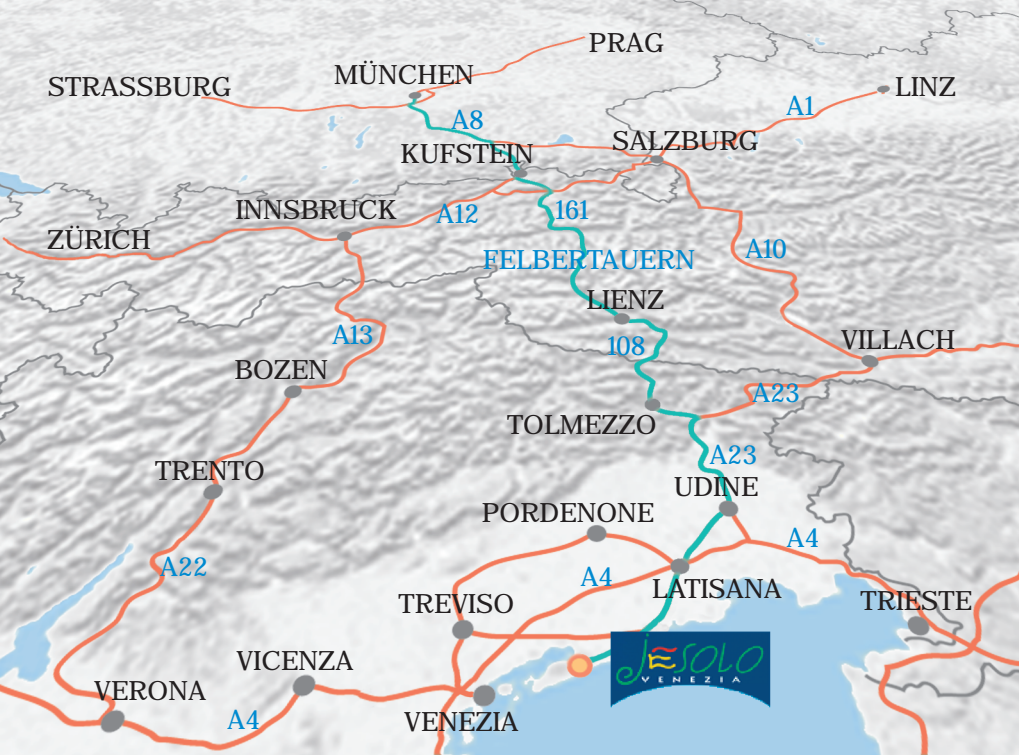 PRAG
MÜNCHEN
STRASSBURG
LINZ
A1
A8
SALZBURG
KUFSTEIN
INNSBRUCK
A12
161
ZÜRICH
A10
FELBERTAUERN
LIENZ
A13
108
VILLACH
BOZEN
A23
TOLMEZZO
A23
TRENTO
UDINE
PORDENONE
A4
A22
A4
LATISANA
TREVISO
TRIESTE
JESOLO
VENEZIA
VICENZA
VERONA
A4
VENEZIA